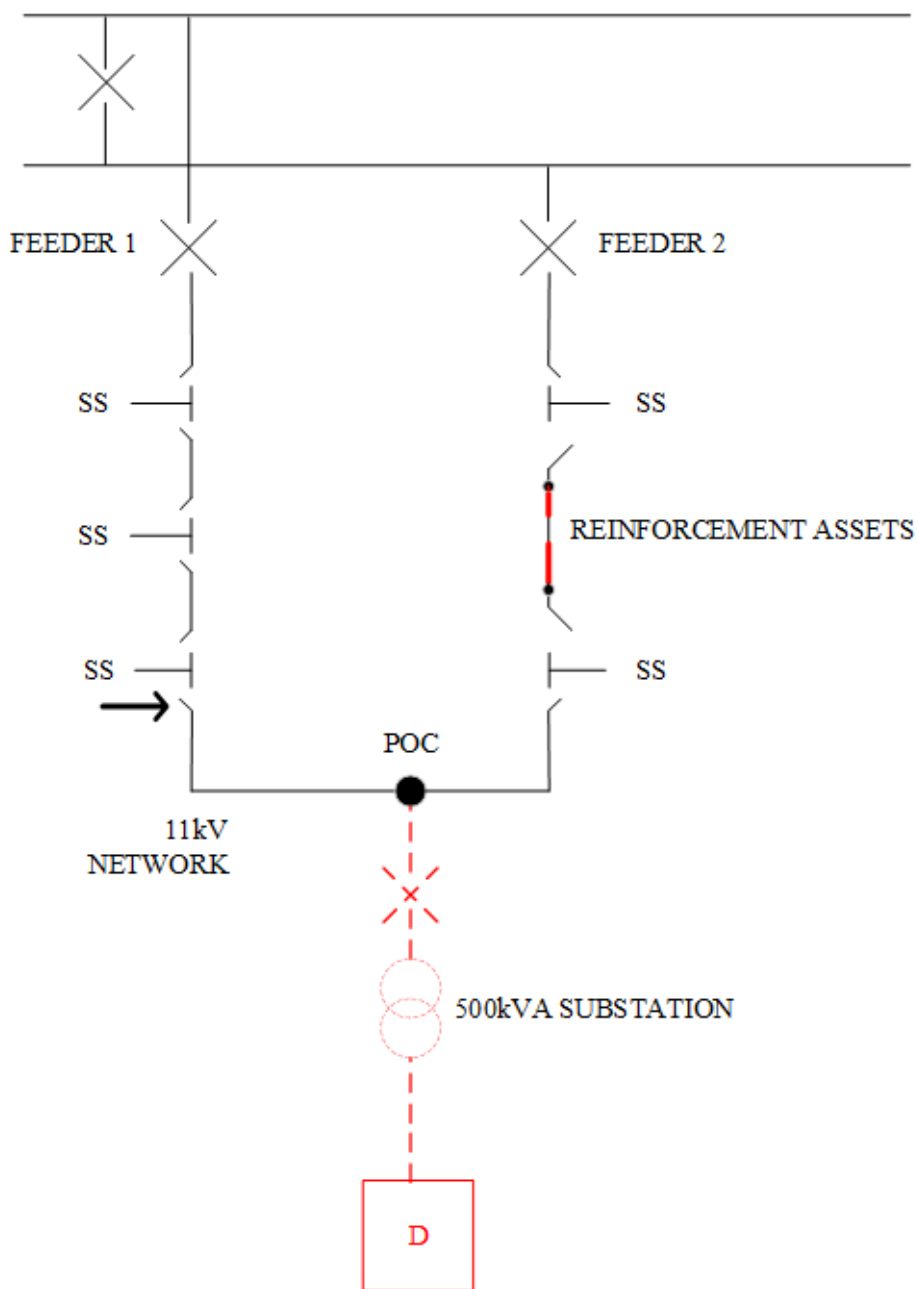 FEEDER 1
FEEDER 2
SS
SS
SS
REINFORCEMENT ASSETS
SS
SS
POC
11kV
NETWORK
500kVA SUBSTATION
D